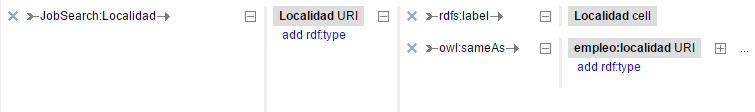 JobSearch:Localidad
Localidad URI
add rdf:type
rdfs:label
Localidad cell
owl:sameAs
empleo:localidad URI
...
add rdf:type